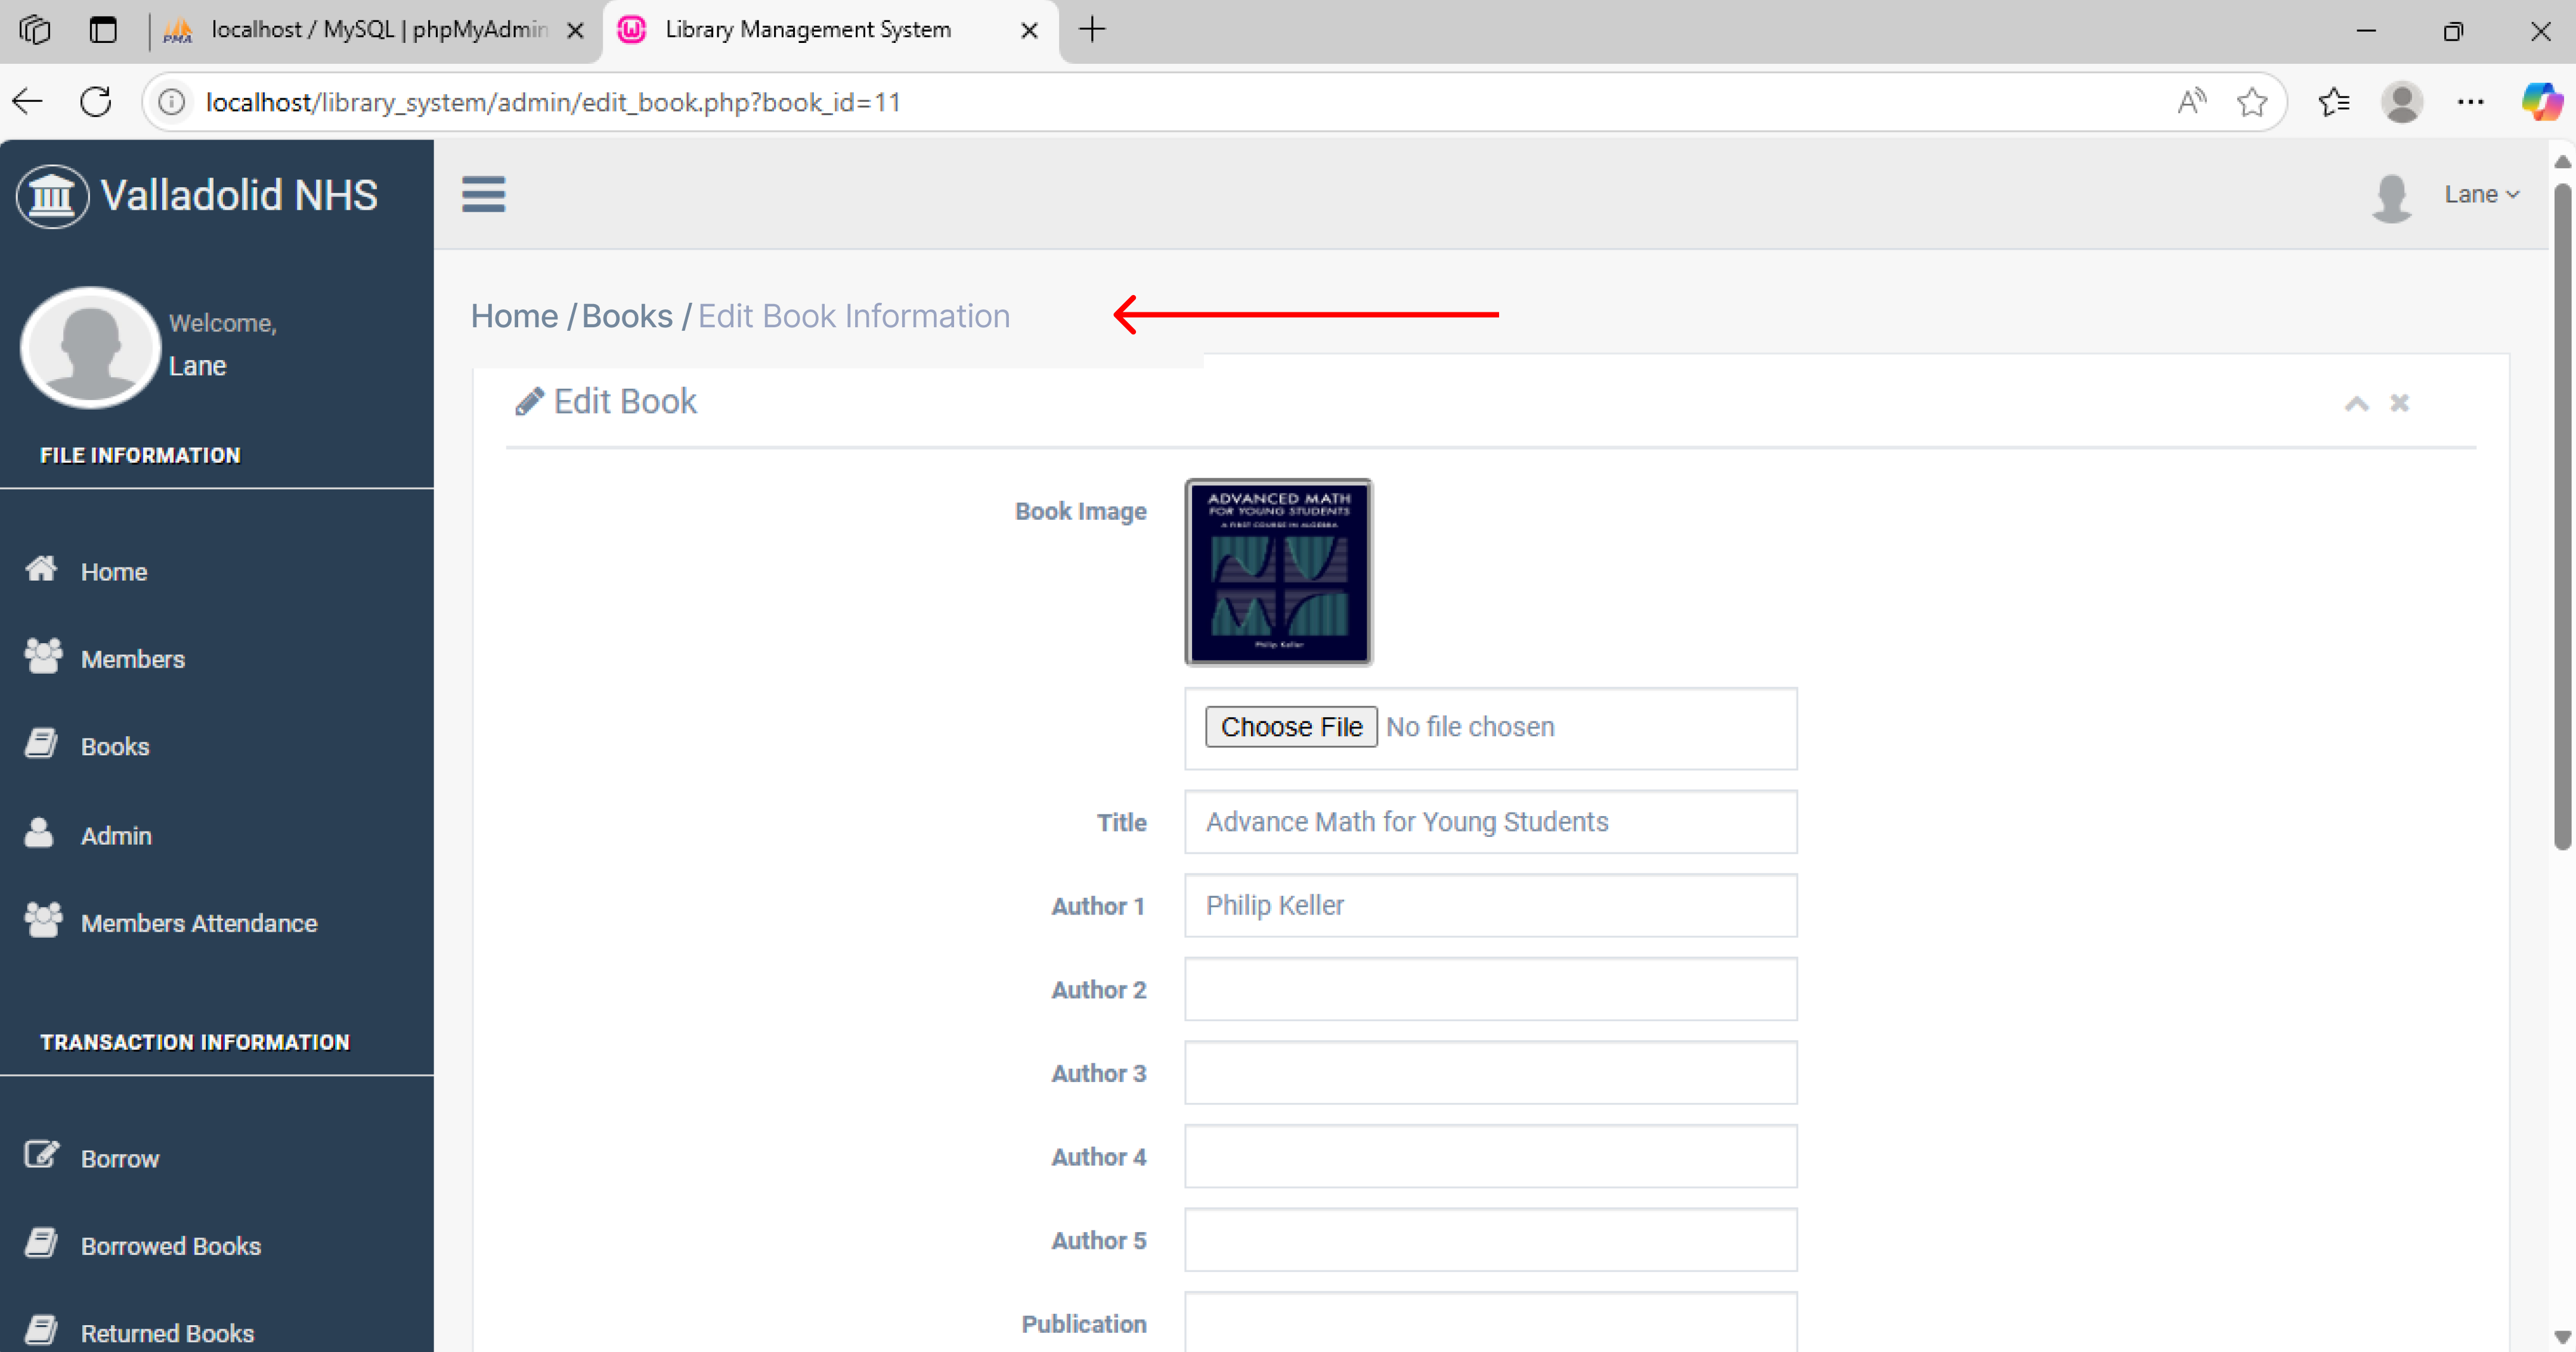 localhost / MySQL | phpMyAdmin
Library Management System
localhost/library_system/admin/edit_book.php?book_id=11
Valladolid NHS
Lane
Welcome,
Lane
FILE INFORMATION
Home
Members
Books
Admin
Members Attendance
TRANSACTION INFORMATION
Borrow
Borrowed Books
Returned Books
Home / Books / Edit Book Information
Edit Book
Book Image
ADVANCED MATH
FOR YOUNG STUDENTS
A FIRST COURSE IN ALGEBRA
Philip Keller
Choose File No file chosen
Title Advance Math for Young Students
Author 1 Philip Keller
Author 2
Author 3
Author 4
Author 5
Publication